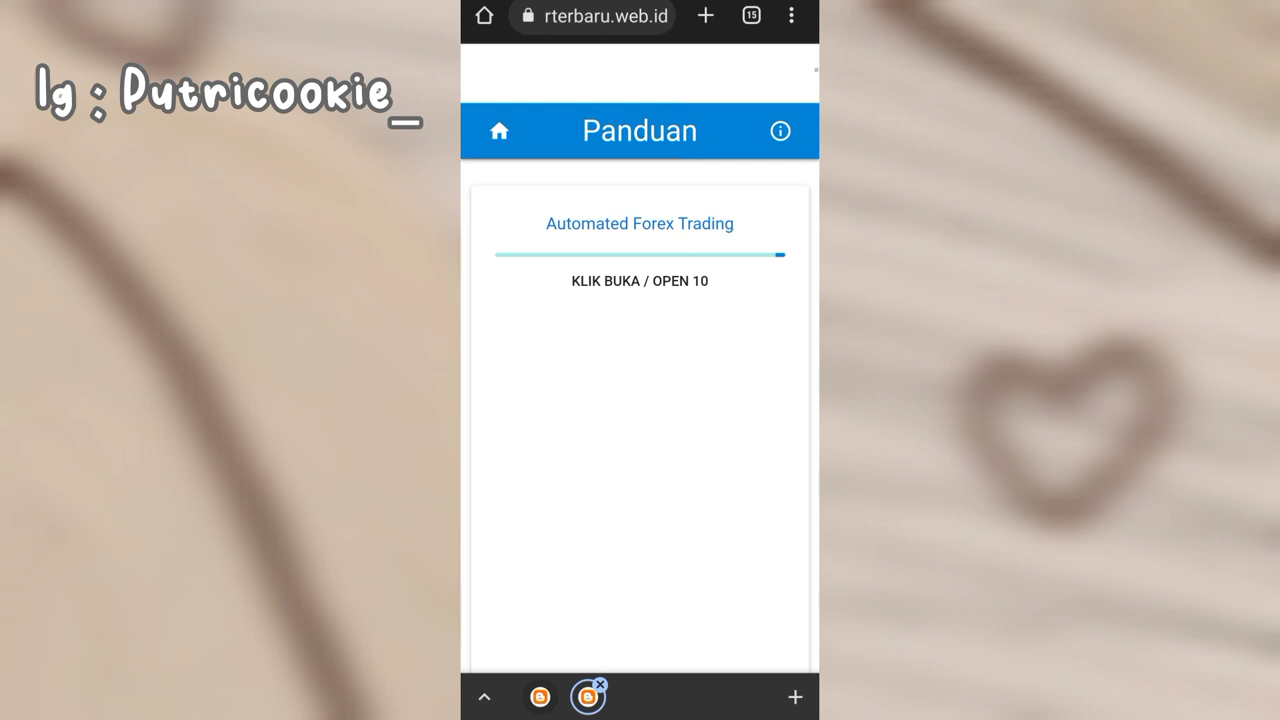 Ig : Putricookie_
rterbaru.web.id
15
Panduan
Automated Forex Trading
KLIK BUKA / OPEN 10